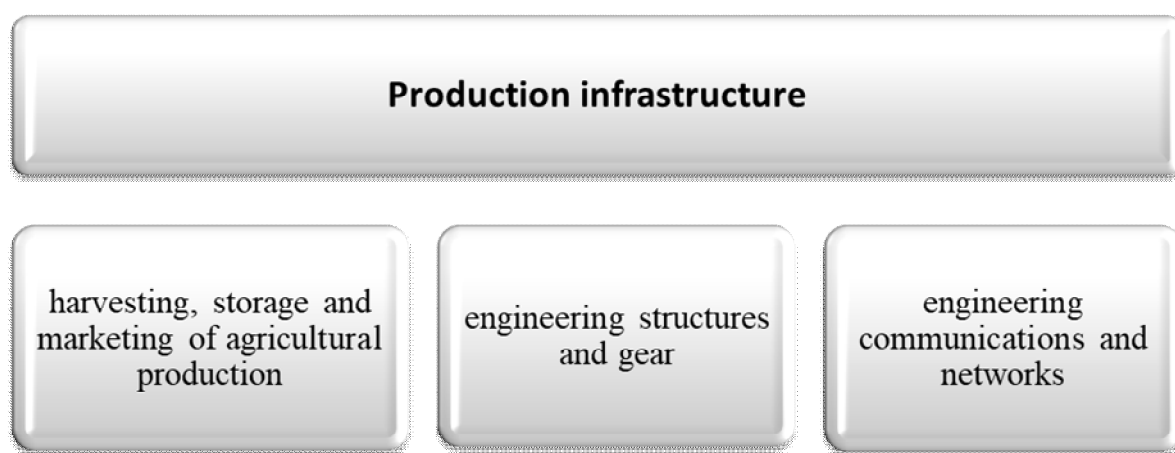 Production infrastructure
harvesting, storage and
marketing of agricultural
production
engineering structures
and gear
engineering
communications and
networks